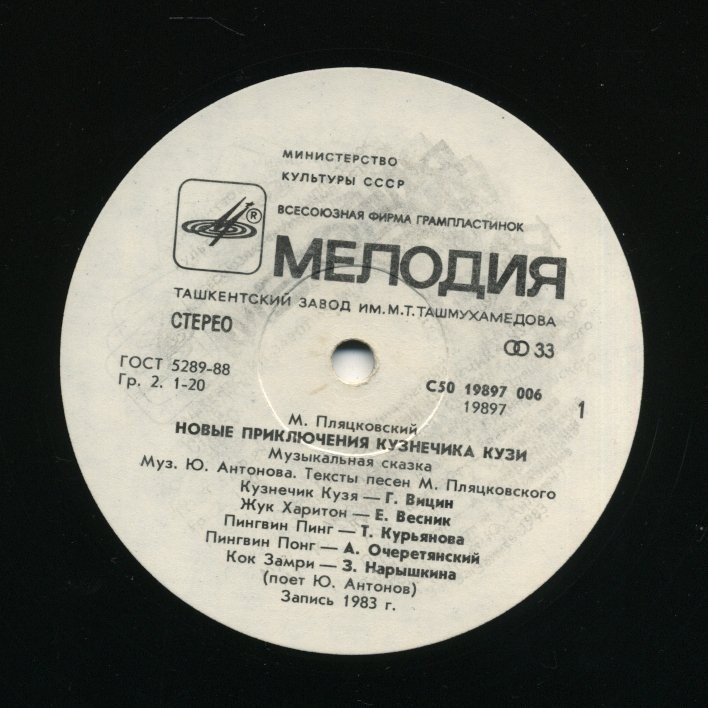 МИНИСТЕРСТВО
КУЛЬТУРЫ СССР
ВСЕСОЮЗНАЯ ФИРМА ГРАМПЛАСТИНОК
®
МЕЛОДИЯ
ТАШКЕНТСКИЙ ЗАВОД ИМ. М.Т.ТАШМУХАМЕДОВА
СТЕРЕО
33
ГОСТ 5289-88
Гр. 2. 1-20
С50 19897 006
19897
1
М. Пляцковский
НОВЫЕ ПРИКЛЮЧЕНИЯ КУЗНЕЧИКА КУЗИ
Музыкальная сказка
Муз. Ю. Антонова. Тексты песен М. Пляцковского
Кузнечик Кузя — Г. Вицин
Жук Харитон — Е. Весник
Пингвин Пинг — Т. Курьянова
Пингвин Понг — А. Очеретянский
Кок Замри — З. Нарышкина
(поет Ю. Антонов)
Запись 1983 г.